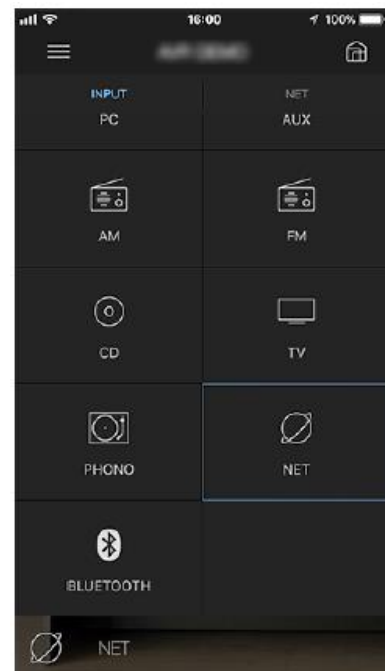 16:00 100%
INPUT NET
PC AUX
AM FM
CD TV
PHONO NET
BLUETOOTH
NET